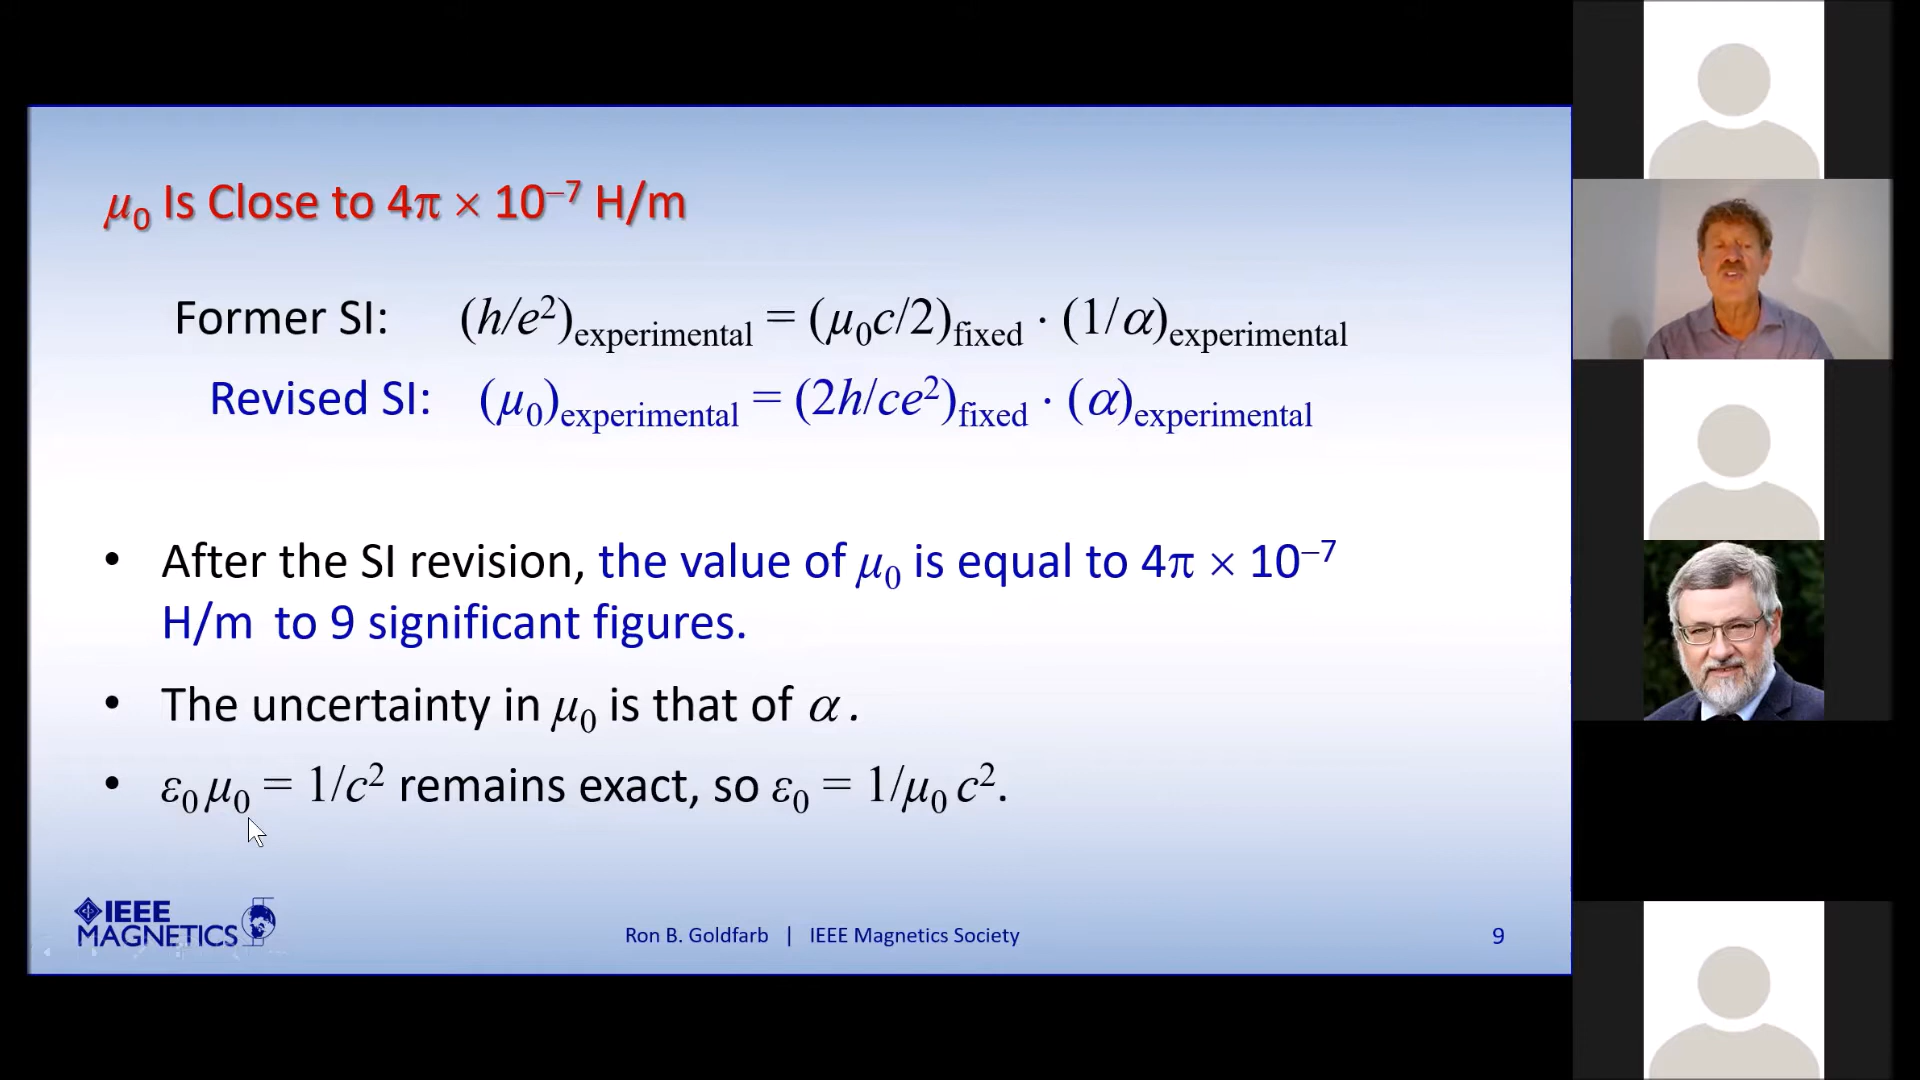 μ₀ Is Close to 4π × 10⁻⁷ H/m
Former SI: (h/e²)experimental = (μ₀c/2)fixed · (1/α)experimental
Revised SI: (μ₀)experimental = (2h/ce²)fixed · (α)experimental
• After the SI revision, the value of μ₀ is equal to 4π × 10⁻⁷
H/m to 9 significant figures.
• The uncertainty in μ₀ is that of α.
• ε₀μ₀ = 1/c² remains exact, so ε₀ = 1/μ₀c².
IEEE
MAGNETICS
Ron B. Goldfarb | IEEE Magnetics Society
9